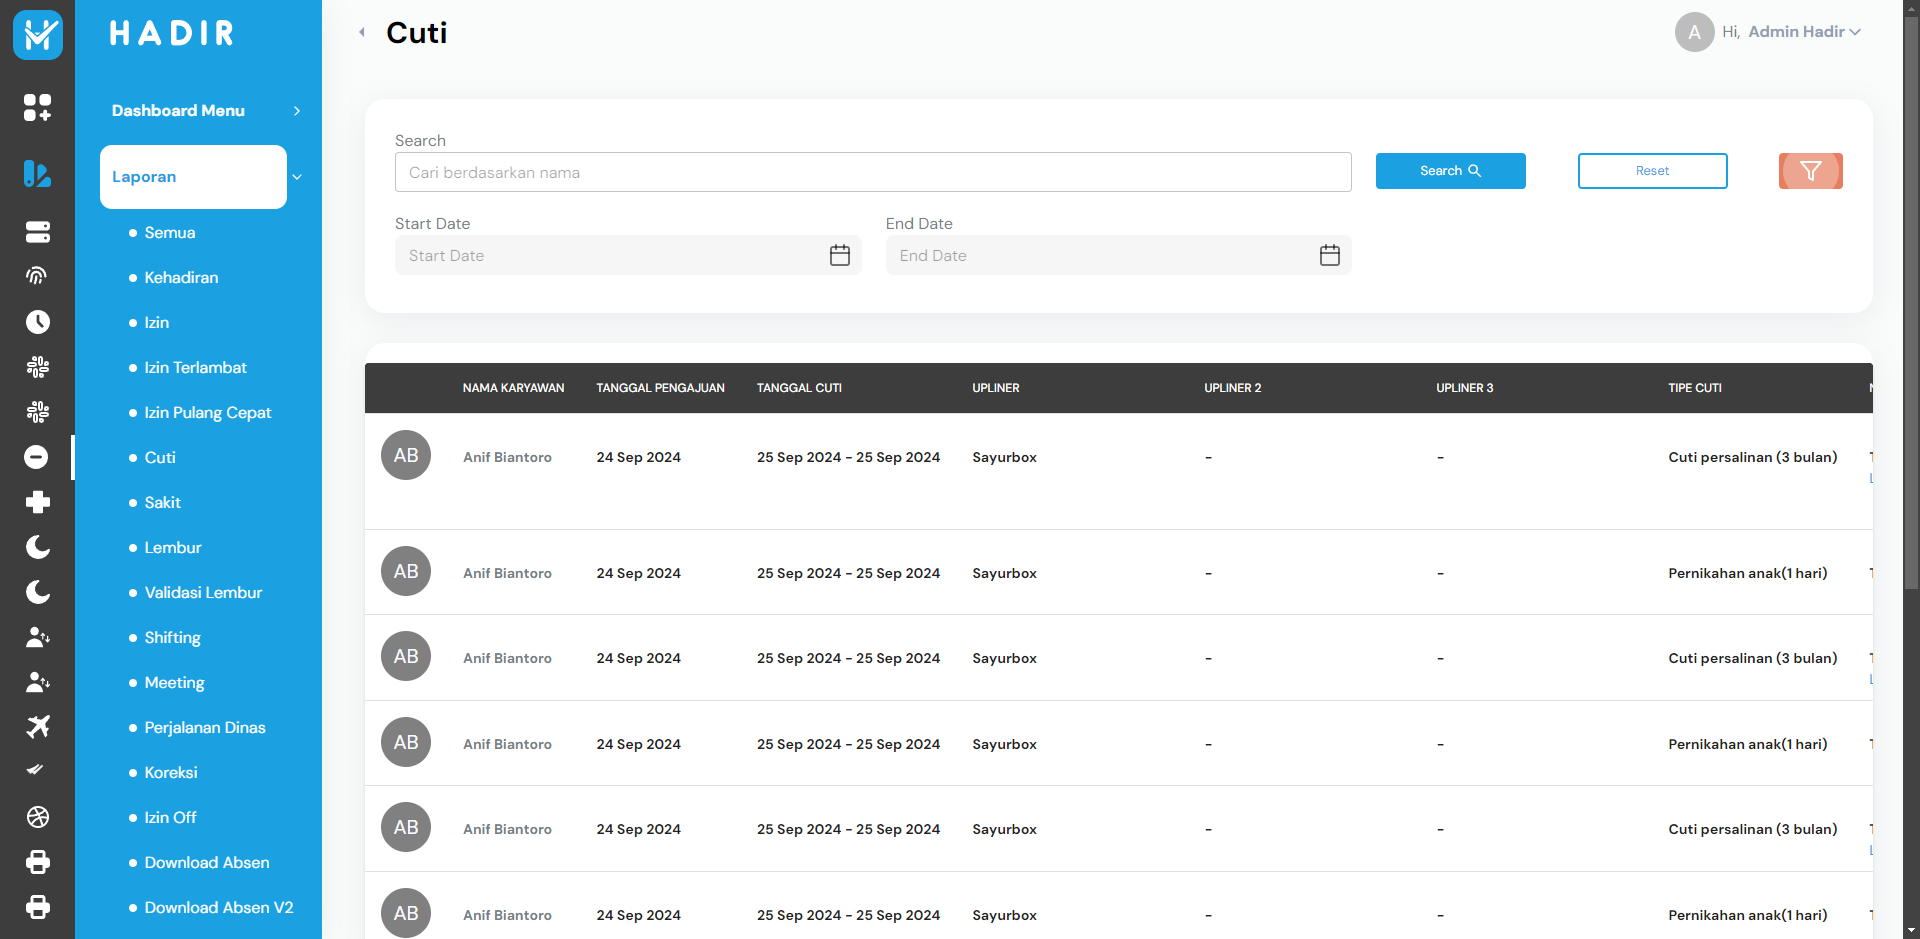 HADIR
Cuti
A
Hi, Admin Hadir
Dashboard Menu
Laporan
Semua
Kehadiran
Izin
Izin Terlambat
Izin Pulang Cepat
Cuti
Sakit
Lembur
Validasi Lembur
Shifting
Meeting
Perjalanan Dinas
Koreksi
Izin Off
Download Absen
Download Absen V2
Search
Cari berdasarkan nama
Search
Reset
Start Date
End Date
Start Date
End Date
NAMA KARYAWAN TANGGAL PENGAJUAN TANGGAL CUTI UPLINER UPLINER 2 UPLINER 3 TIPE CUTI
AB Anif Biantoro 24 Sep 2024 25 Sep 2024 - 25 Sep 2024 Sayurbox - - Cuti persalinan (3 bulan)
AB Anif Biantoro 24 Sep 2024 25 Sep 2024 - 25 Sep 2024 Sayurbox - - Pernikahan anak(1 hari)
AB Anif Biantoro 24 Sep 2024 25 Sep 2024 - 25 Sep 2024 Sayurbox - - Cuti persalinan (3 bulan)
AB Anif Biantoro 24 Sep 2024 25 Sep 2024 - 25 Sep 2024 Sayurbox - - Pernikahan anak(1 hari)
AB Anif Biantoro 24 Sep 2024 25 Sep 2024 - 25 Sep 2024 Sayurbox - - Cuti persalinan (3 bulan)
AB Anif Biantoro 24 Sep 2024 25 Sep 2024 - 25 Sep 2024 Sayurbox - - Pernikahan anak(1 hari)